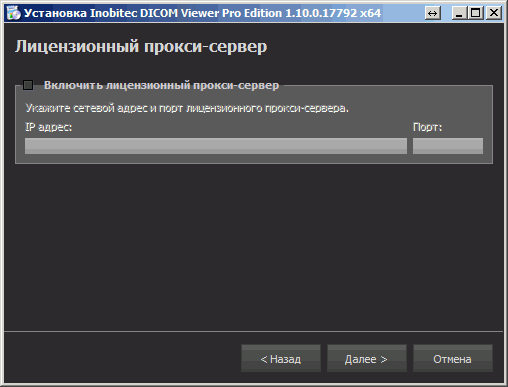 Установка Inobitec DICOM Viewer Pro Edition 1.10.0.17792 x64
Лицензионный прокси-сервер
Включить лицензионный прокси-сервер
Укажите сетевой адрес и порт лицензионного прокси-сервера.
IP адрес: Порт:
< Назад Далее > Отмена